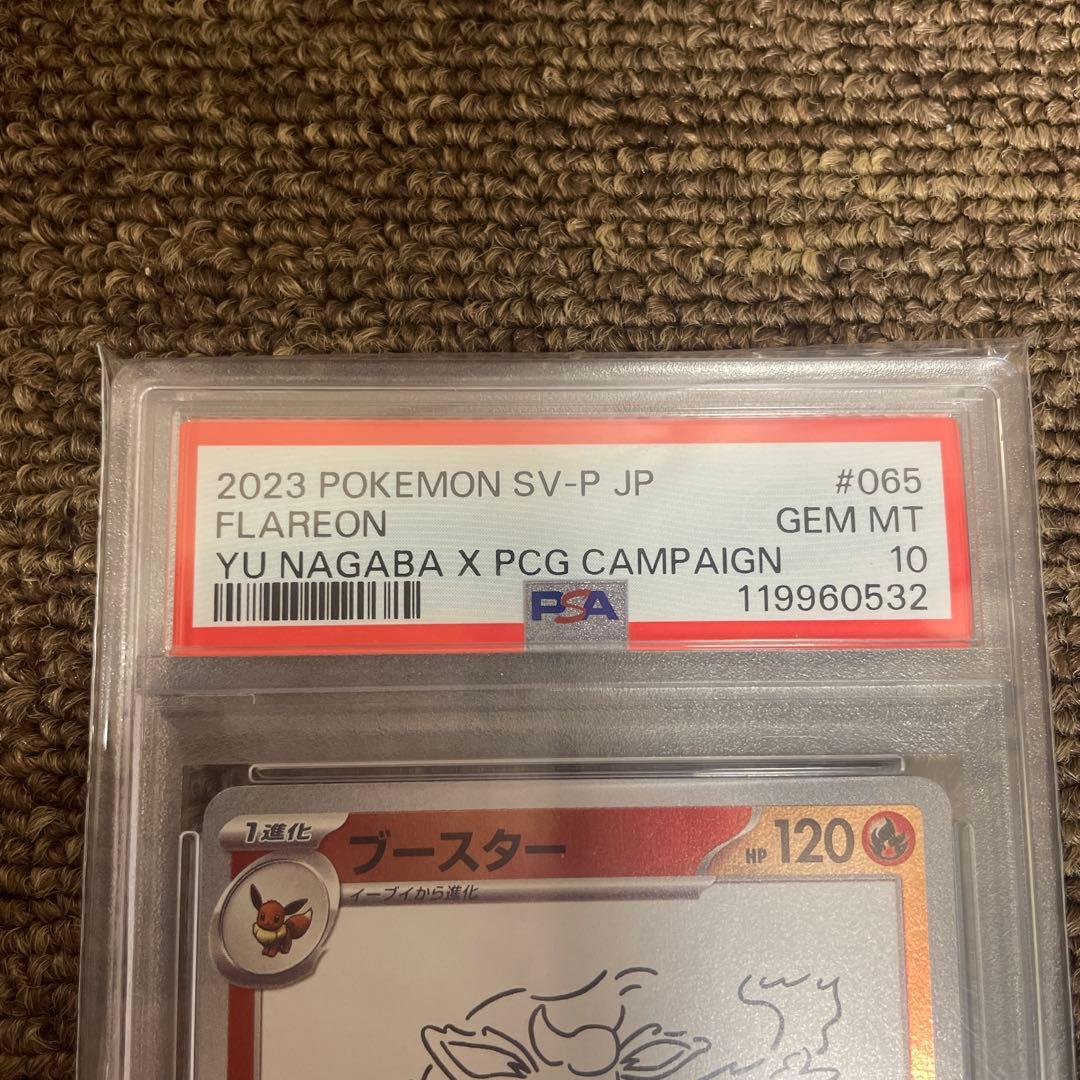 2023 POKEMON SV-P JP #065
FLAREON GEM MT
YU NAGABA X PCG CAMPAIGN 10
PSA 119960532
1進化 ブースター HP 120
イーブイから進化